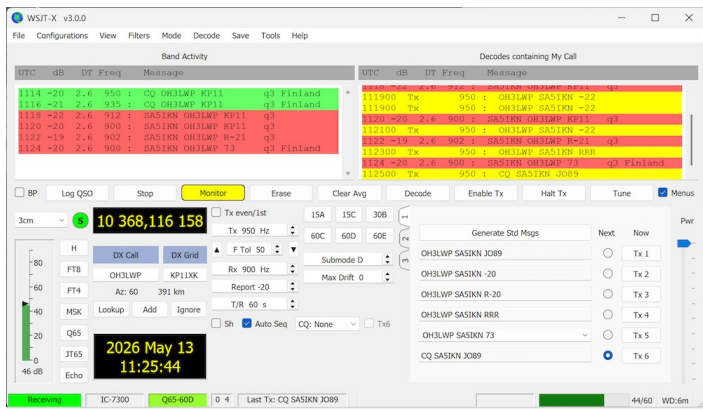 WSJT-X v3.0.0
File Configurations View Filters Mode Decode Save Tools Help
Band Activity
UTC dB DT Freq Message
1114 -20 2.6 950 : CQ OH3LWP KP11 q3 Finland
1116 -21 2.6 935 : CQ OH3LWP KP11 q3 Finland
1118 -22 2.6 912 : SA5IKN OH3LWP KP11 q3
1120 -20 2.6 900 : SA5IKN OH3LWP KP11 q3
1122 -19 2.6 902 : SA5IKN OH3LWP R-21 q3
1124 -20 2.6 900 : SA5IKN OH3LWP 73 q3 Finland
Decodes containing My Call
UTC dB DT Freq Message
1118 -22 2.6 912 : SA5IKN OH3LWP KP11 q3
111900 Tx 950 : OH3LWP SA5IKN -22
111900 Tx 950 : OH3LWP SA5IKN -22
1120 -20 2.6 900 : SA5IKN OH3LWP KP11 q3
112100 Tx 950 : OH3LWP SA5IKN -22
1122 -19 2.6 902 : SA5IKN OH3LWP R-21 q3
112300 Tx 950 : OH3LWP SA5IKN RRR
1124 -20 2.6 900 : SA5IKN OH3LWP 73 q3 Finland
112500 Tx 950 : CQ SA5IKN JO89
BP Log QSO Stop Monitor Erase Clear Avg Decode Enable Tx Halt Tx Tune Menus
3cm S 10 368,116 158
-80
-60
-40
-20
-0
46 dB
H
FT8
FT4
MSK
Q65
JT65
Echo
DX Call DX Grid
OH3LWP KP11XK
Az: 60 391 km
Lookup Add Ignore
2026 May 13
11:25:44
Tx even/1st
Tx 950 Hz
F Tol 50
Rx 900 Hz
Report -20
T/R 60 s
Sh Auto Seq CQ: None Tx6
15A 15C 30B
60C 60D 60E
Submode D
Max Drift 0
1
2
3
Generate Std Msgs Next Now
OH3LWP SA5IKN JO89 Tx 1
OH3LWP SA5IKN -20 Tx 2
OH3LWP SA5IKN R-20 Tx 3
OH3LWP SA5IKN RRR Tx 4
OH3LWP SA5IKN 73 Tx 5
CQ SA5IKN JO89 Tx 6
Pwr
Receiving IC-7300 Q65-60D 0 4 Last Tx: CQ SA5IKN JO89 44/60 WD:6m